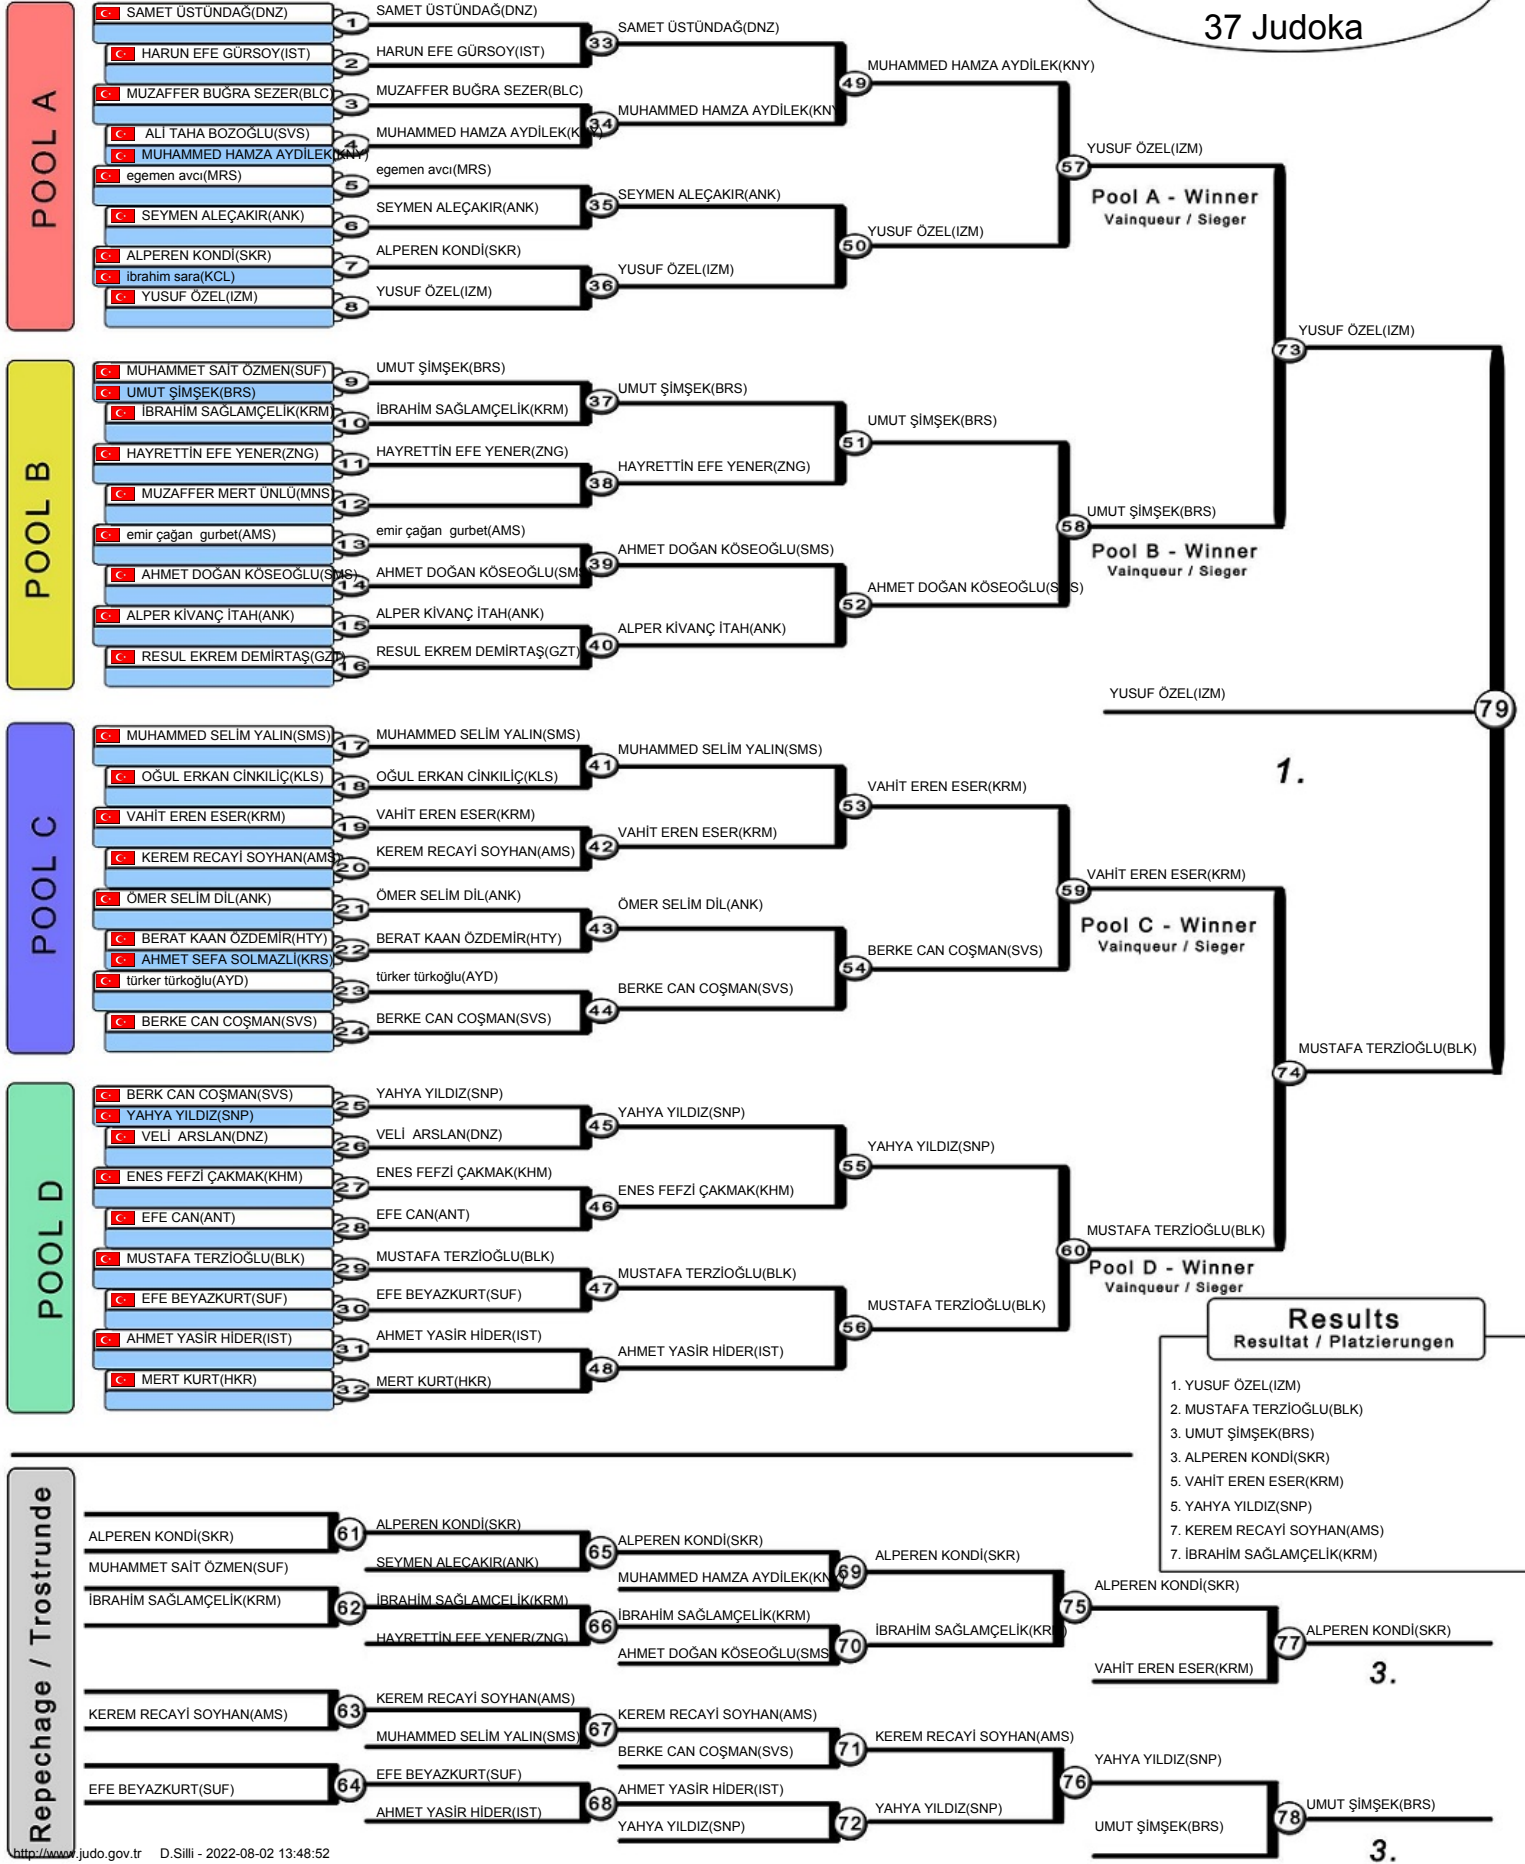 37 Judoka
POOL A
SAMET ÜSTÜNDAĞ(DNZ)
HARUN EFE GÜRSOY(IST)
MUZAFFER BUĞRA SEZER(BLC)
ALİ TAHA BOZOĞLU(SVS)
MUHAMMED HAMZA AYDİLEK(KNY)
egemen avcı(MRS)
SEYMEN ALEÇAKIR(ANK)
ALPEREN KONDİ(SKR)
ibrahim sara(KCL)
YUSUF ÖZEL(IZM)
1
2
3
4
5
6
7
8
SAMET ÜSTÜNDAĞ(DNZ)
HARUN EFE GÜRSOY(IST)
MUZAFFER BUĞRA SEZER(BLC)
MUHAMMED HAMZA AYDİLEK(KNY)
egemen avcı(MRS)
SEYMEN ALEÇAKIR(ANK)
ALPEREN KONDİ(SKR)
YUSUF ÖZEL(IZM)
33
34
35
36
SAMET ÜSTÜNDAĞ(DNZ)
MUHAMMED HAMZA AYDİLEK(KNY
SEYMEN ALEÇAKIR(ANK)
YUSUF ÖZEL(IZM)
49
50
MUHAMMED HAMZA AYDİLEK(KNY)
YUSUF ÖZEL(IZM)
57
YUSUF ÖZEL(IZM)
Pool A - Winner
Vainqueur / Sieger
POOL B
MUHAMMET SAİT ÖZMEN(SUF)
UMUT ŞİMŞEK(BRS)
İBRAHİM SAĞLAMÇELİK(KRM)
HAYRETTİN EFE YENER(ZNG)
MUZAFFER MERT ÜNLÜ(MNS)
emir çağan gurbet(AMS)
AHMET DOĞAN KÖSEOĞLU(SMS)
ALPER KİVANÇ İTAH(ANK)
RESUL EKREM DEMİRTAŞ(GZT)
9
10
11
12
13
14
15
16
UMUT ŞİMŞEK(BRS)
İBRAHİM SAĞLAMÇELİK(KRM)
HAYRETTİN EFE YENER(ZNG)
emir çağan gurbet(AMS)
AHMET DOĞAN KÖSEOĞLU(SMS
ALPER KİVANÇ İTAH(ANK)
RESUL EKREM DEMİRTAŞ(GZT)
37
38
39
40
UMUT ŞİMŞEK(BRS)
HAYRETTİN EFE YENER(ZNG)
AHMET DOĞAN KÖSEOĞLU(SMS)
ALPER KİVANÇ İTAH(ANK)
51
52
UMUT ŞİMŞEK(BRS)
AHMET DOĞAN KÖSEOĞLU(SMS)
58
UMUT ŞİMŞEK(BRS)
Pool B - Winner
Vainqueur / Sieger
73
YUSUF ÖZEL(IZM)
YUSUF ÖZEL(IZM)
79
1.
POOL C
MUHAMMED SELİM YALIN(SMS)
OĞUL ERKAN CİNKILIÇ(KLS)
VAHİT EREN ESER(KRM)
KEREM RECAYİ SOYHAN(AMS)
ÖMER SELİM DİL(ANK)
BERAT KAAN ÖZDEMİR(HTY)
AHMET SEFA SOLMAZLİ(KRS)
türker türkoğlu(AYD)
BERKE CAN COŞMAN(SVS)
17
18
19
20
21
22
23
24
MUHAMMED SELİM YALIN(SMS)
OĞUL ERKAN CİNKILIÇ(KLS)
VAHİT EREN ESER(KRM)
KEREM RECAYİ SOYHAN(AMS)
ÖMER SELİM DİL(ANK)
BERAT KAAN ÖZDEMİR(HTY)
türker türkoğlu(AYD)
BERKE CAN COŞMAN(SVS)
41
42
43
44
MUHAMMED SELİM YALIN(SMS)
VAHİT EREN ESER(KRM)
ÖMER SELİM DİL(ANK)
BERKE CAN COŞMAN(SVS)
53
54
VAHİT EREN ESER(KRM)
BERKE CAN COŞMAN(SVS)
59
VAHİT EREN ESER(KRM)
Pool C - Winner
Vainqueur / Sieger
74
MUSTAFA TERZİOĞLU(BLK)
POOL D
BERK CAN COŞMAN(SVS)
YAHYA YILDIZ(SNP)
VELİ ARSLAN(DNZ)
ENES FEFZİ ÇAKMAK(KHM)
EFE CAN(ANT)
MUSTAFA TERZİOĞLU(BLK)
EFE BEYAZKURT(SUF)
AHMET YASİR HİDER(IST)
MERT KURT(HKR)
25
26
27
28
29
30
31
32
YAHYA YILDIZ(SNP)
VELİ ARSLAN(DNZ)
ENES FEFZİ ÇAKMAK(KHM)
EFE CAN(ANT)
MUSTAFA TERZİOĞLU(BLK)
EFE BEYAZKURT(SUF)
AHMET YASİR HİDER(IST)
MERT KURT(HKR)
45
46
47
48
YAHYA YILDIZ(SNP)
ENES FEFZİ ÇAKMAK(KHM)
MUSTAFA TERZİOĞLU(BLK)
AHMET YASİR HİDER(IST)
55
56
YAHYA YILDIZ(SNP)
MUSTAFA TERZİOĞLU(BLK)
60
MUSTAFA TERZİOĞLU(BLK)
Pool D - Winner
Vainqueur / Sieger
Results
Resultat / Platzierungen
1. YUSUF ÖZEL(IZM)
2. MUSTAFA TERZİOĞLU(BLK)
3. UMUT ŞİMŞEK(BRS)
3. ALPEREN KONDİ(SKR)
5. VAHİT EREN ESER(KRM)
5. YAHYA YILDIZ(SNP)
7. KEREM RECAYİ SOYHAN(AMS)
7. İBRAHİM SAĞLAMÇELİK(KRM)
Repechage / Trostrunde
ALPEREN KONDİ(SKR)
MUHAMMET SAİT ÖZMEN(SUF)
İBRAHİM SAĞLAMÇELİK(KRM)
KEREM RECAYİ SOYHAN(AMS)
EFE BEYAZKURT(SUF)
61
62
63
64
ALPEREN KONDİ(SKR)
SEYMEN ALEÇAKIR(ANK)
İBRAHİM SAĞLAMÇELİK(KRM)
HAYRETTİN EFE YENER(ZNG)
KEREM RECAYİ SOYHAN(AMS)
MUHAMMED SELİM YALIN(SMS)
EFE BEYAZKURT(SUF)
AHMET YASİR HİDER(IST)
65
66
67
68
ALPEREN KONDİ(SKR)
MUHAMMED HAMZA AYDİLEK(KNY)
İBRAHİM SAĞLAMÇELİK(KRM)
AHMET DOĞAN KÖSEOĞLU(SMS
KEREM RECAYİ SOYHAN(AMS)
BERKE CAN COŞMAN(SVS)
AHMET YASİR HİDER(IST)
YAHYA YILDIZ(SNP)
69
70
71
72
ALPEREN KONDİ(SKR)
İBRAHİM SAĞLAMÇELİK(KRM)
KEREM RECAYİ SOYHAN(AMS)
YAHYA YILDIZ(SNP)
75
76
ALPEREN KONDİ(SKR)
VAHİT EREN ESER(KRM)
YAHYA YILDIZ(SNP)
UMUT ŞİMŞEK(BRS)
77
78
ALPEREN KONDİ(SKR)
3.
UMUT ŞİMŞEK(BRS)
3.
http://www.judo.gov.tr D.Silli - 2022-08-02 13:48:52